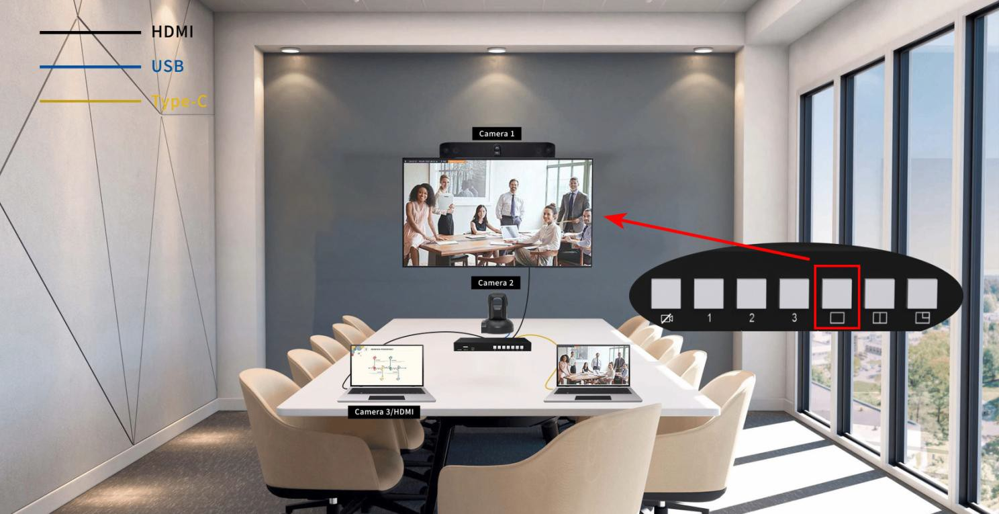 HDMI
USB
Type-C
Camera 1
Camera 2
1
2
3
Camera 3/HDMI